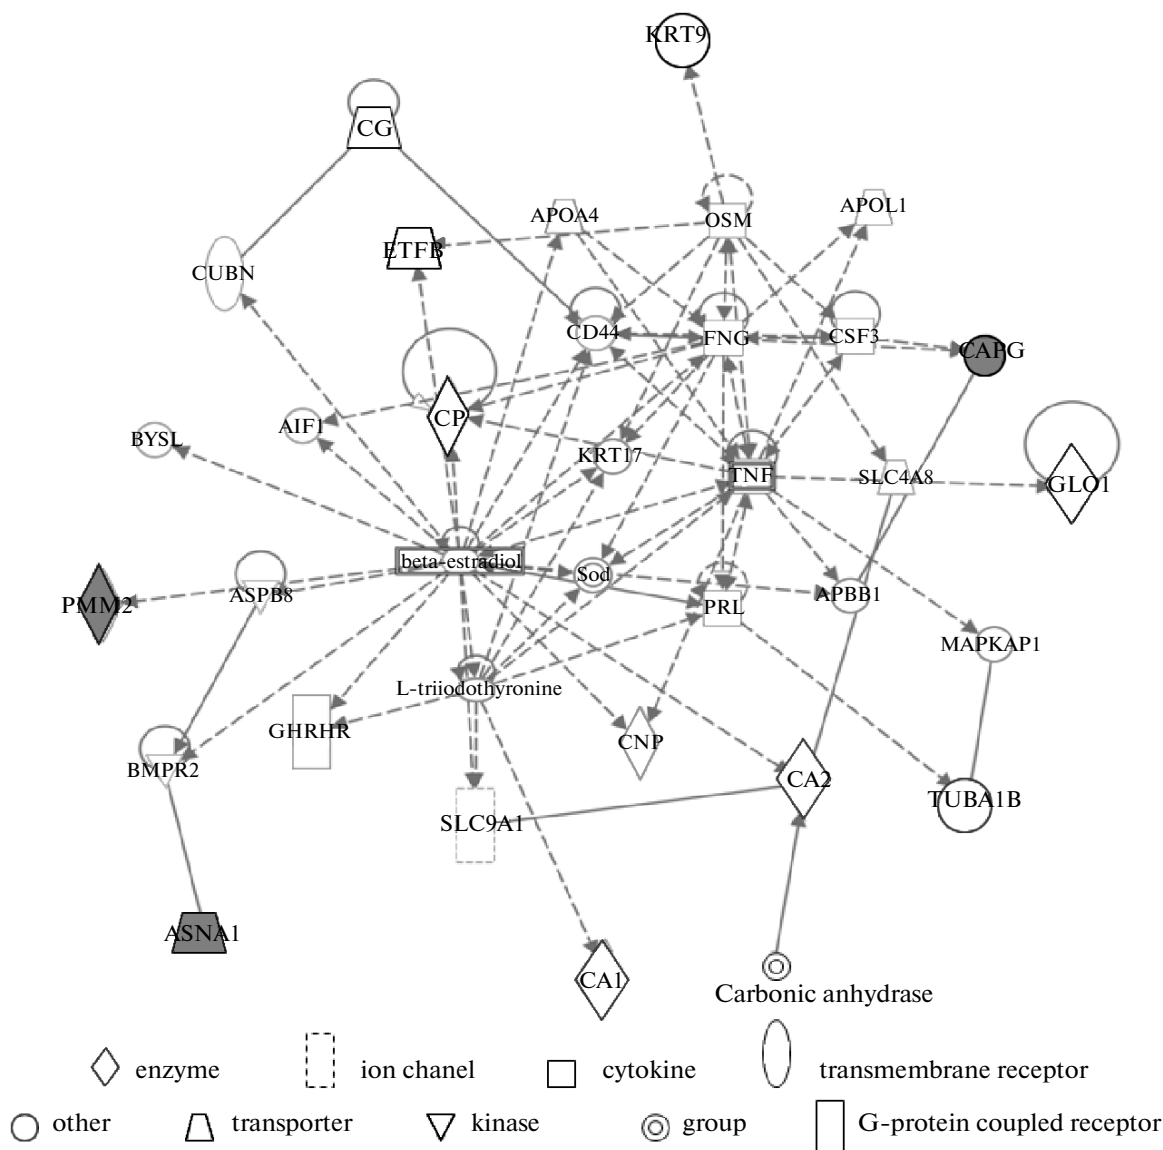 KRT9
CG
APOA4
OSM
APOL1
ETFB
CUBN
CD44
FNG
CSF3
CAPG
CP
AIF1
BYSL
KRT17
TNF
SLC4A8
GLO1
beta-estradiol
Sod
ASPB8
PMM2
PRL
APBB1
MAPKAP1
L-triiodothyronine
GHRHR
CNP
BMPR2
CA2
TUBA1B
SLC9A1
ASNA1
CA1
Carbonic anhydrase
enzyme
ion chanel
cytokine
transmembrane receptor
other
transporter
kinase
group
G-protein coupled receptor